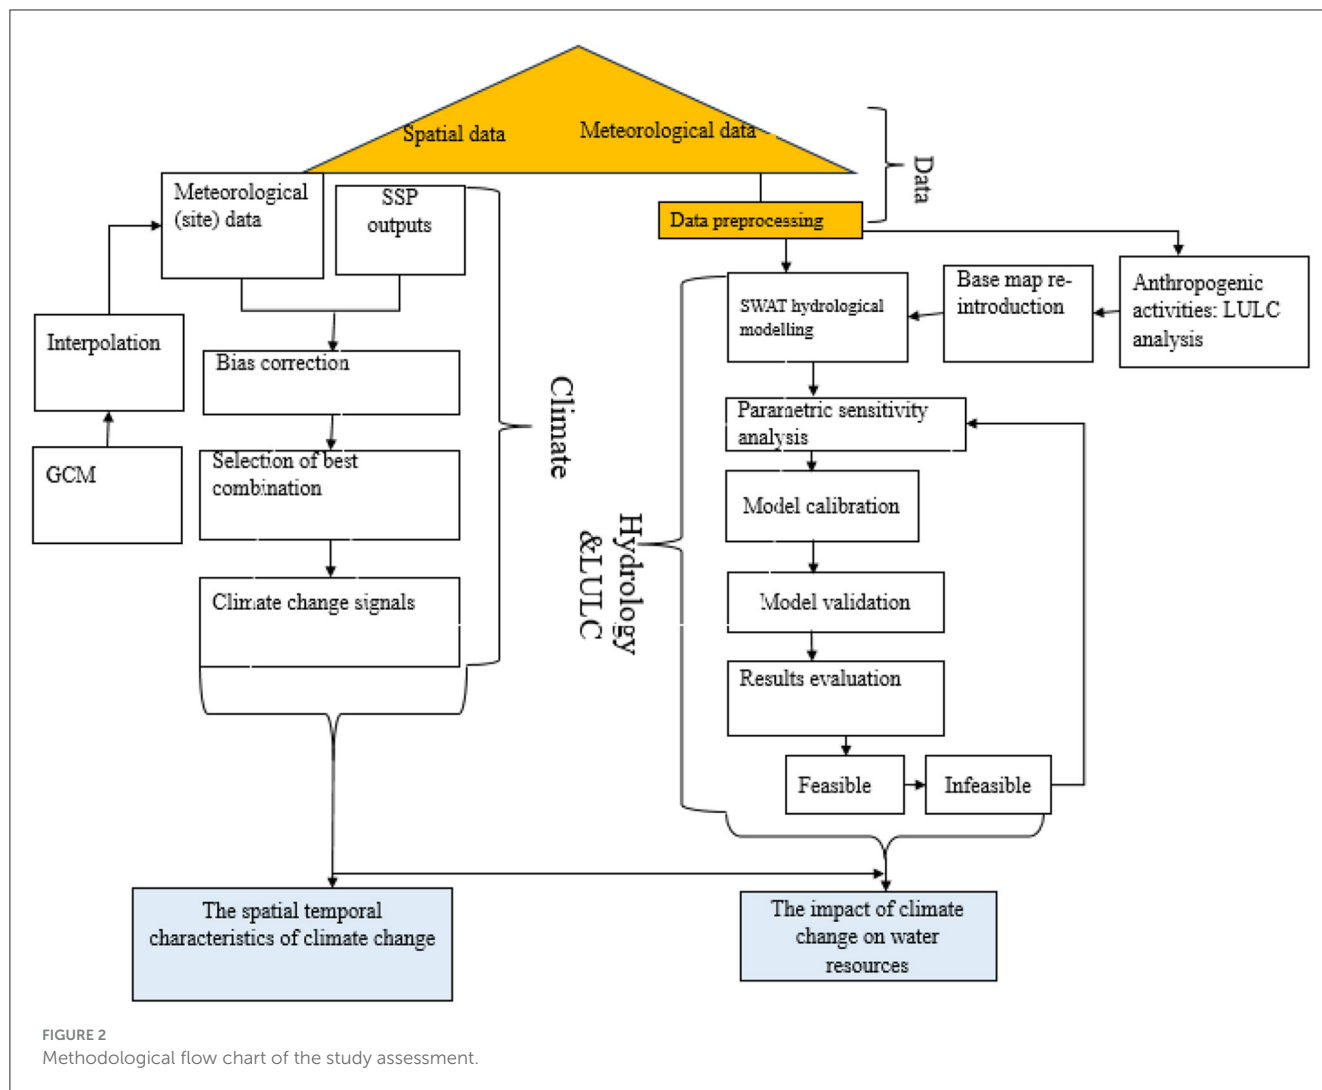 Spatial data
Meteorological data
Data
Meteorological
(site) data
SSP
outputs
Data preprocessing
Interpolation
GCM
Bias correction
Selection of best
combination
Climate change signals
Climate
SWAT hydrological
modelling
Base map re-
introduction
Anthropogenic
activities: LULC
analysis
Parametric sensitivity
analysis
Model calibration
Model validation
Results evaluation
Feasible
Infeasible
Hydrology
&LULC
The spatial temporal
characteristics of climate change
The impact of climate
change on water
resources
FIGURE 2
Methodological flow chart of the study assessment.